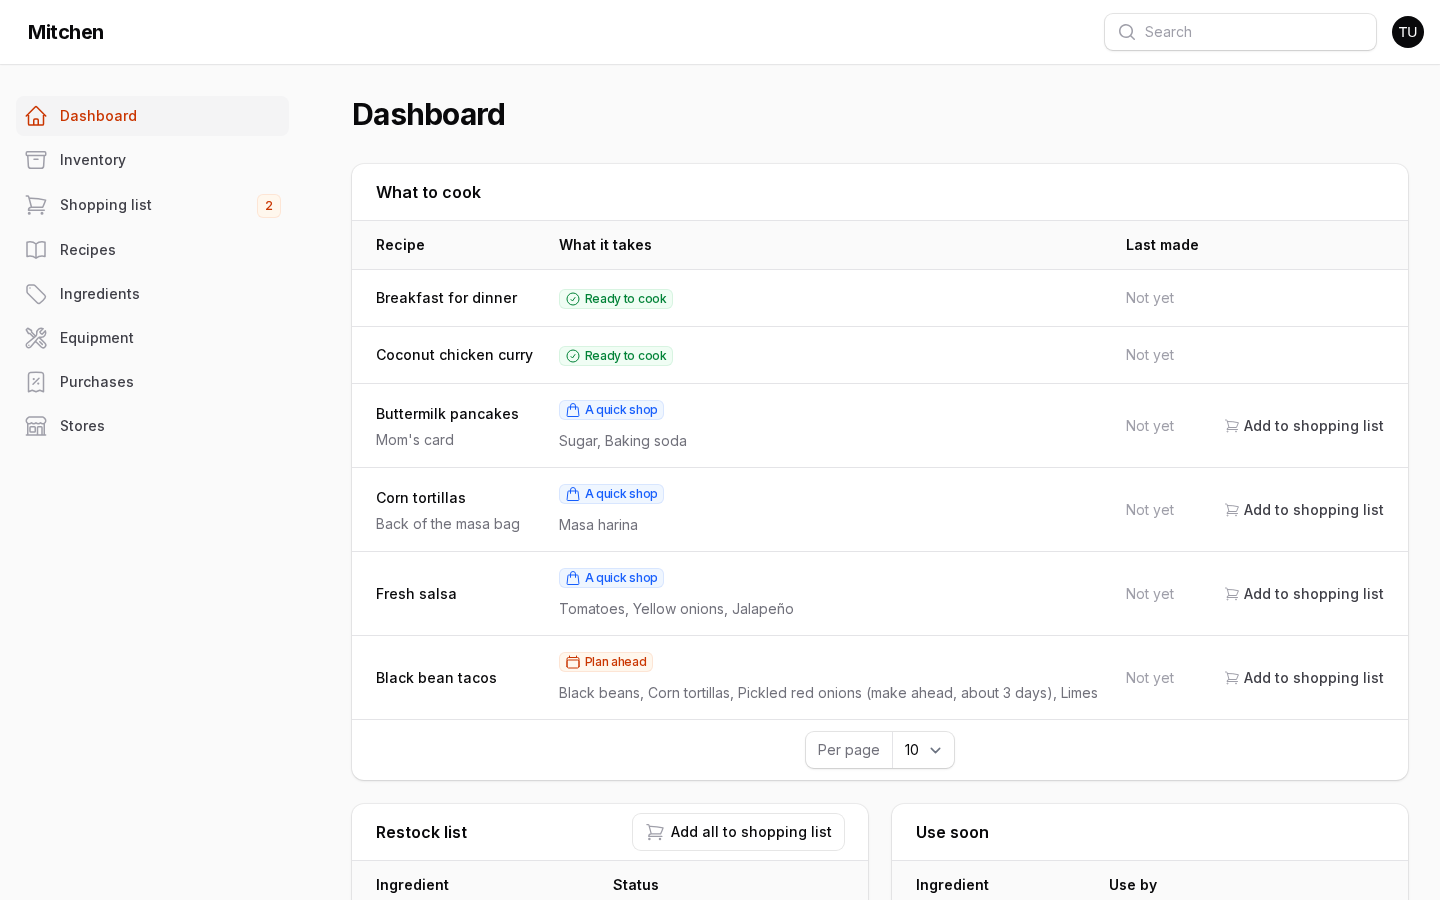 Mitchen
Search
TU
Dashboard
Inventory
Shopping list
2
Recipes
Ingredients
Equipment
Purchases
Stores
Dashboard
What to cook
Recipe What it takes Last made
Breakfast for dinner Ready to cook Not yet
Coconut chicken curry Ready to cook Not yet
Buttermilk pancakes
Mom's card
A quick shop
Sugar, Baking soda
Not yet Add to shopping list
Corn tortillas
Back of the masa bag
A quick shop
Masa harina
Not yet Add to shopping list
Fresh salsa
A quick shop
Tomatoes, Yellow onions, Jalapeño
Not yet Add to shopping list
Black bean tacos
Plan ahead
Black beans, Corn tortillas, Pickled red onions (make ahead, about 3 days), Limes
Not yet Add to shopping list
Per page 10
Restock list Add all to shopping list
Ingredient Status
Use soon
Ingredient Use by